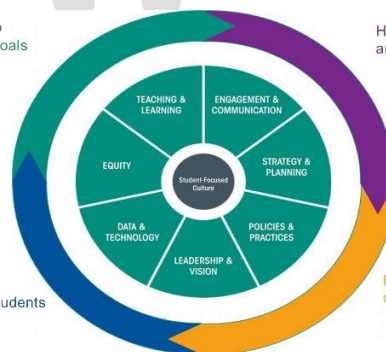 oals
H
TEACHING &
LEARNING
ENGAGEMENT &
COMMUNICATION
EQUITY
Student-Focused
Culture
STRATEGY &
PLANNING
DATA &
TECHNOLOGY
POLICIES &
PRACTICES
LEADERSHIP &
VISION
udents